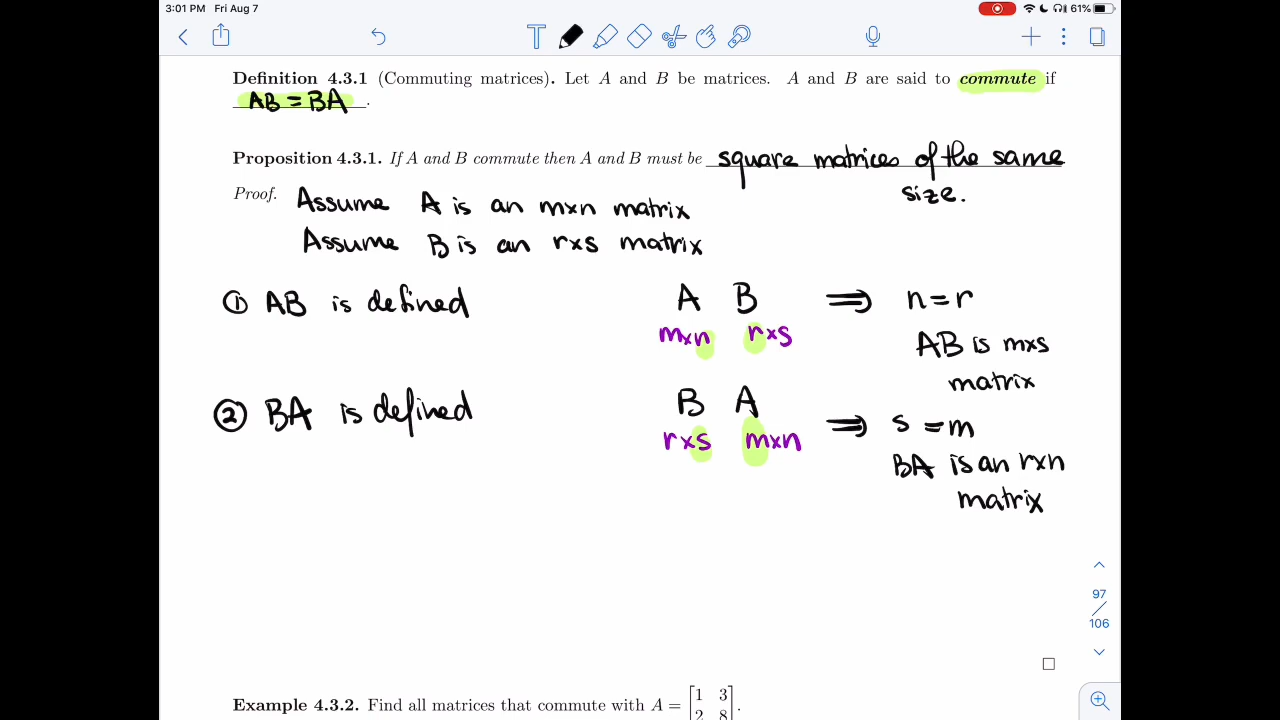 3:01 PM Fri Aug 7
61%
Definition 4.3.1 (Commuting matrices). Let A and B be matrices. A and B are said to commute if
AB = BA.
Proposition 4.3.1. If A and B commute then A and B must be square matrices of the same
size.
Proof. Assume A is an m×n matrix
Assume B is an r×s matrix
① AB is defined A B ⟹ n = r
m×n r×s
AB is m×s
matrix
② BA is defined B A ⟹ s = m
r×s m×n
BA is an r×n
matrix
97
106
□
Example 4.3.2. Find all matrices that commute with A = [1 3
2 8].